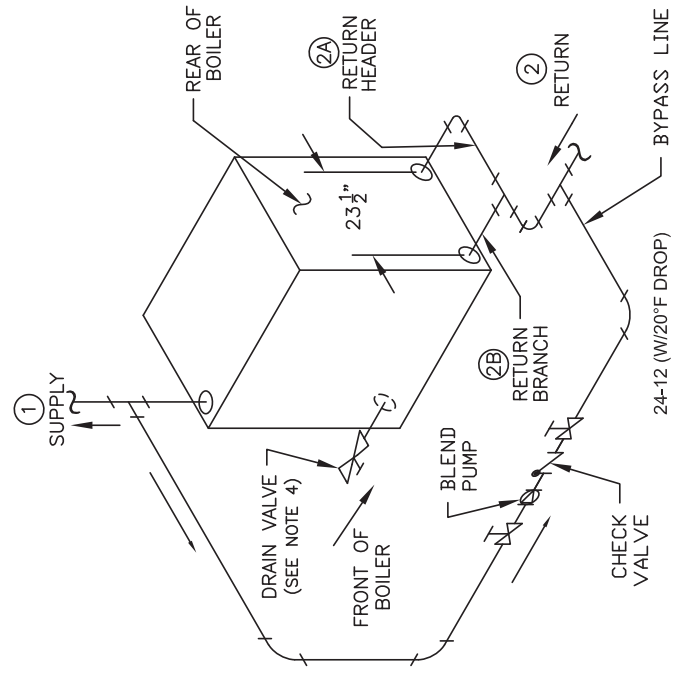 1
SUPPLY
REAR OF
BOILER
2A
RETURN
HEADER
2
RETURN
BYPASS LINE
23 1/2"
2B
RETURN
BRANCH
DRAIN VALVE
(SEE NOTE 4)
FRONT OF
BOILER
BLEND
PUMP
CHECK
VALVE
24-12 (W/20°F DROP)